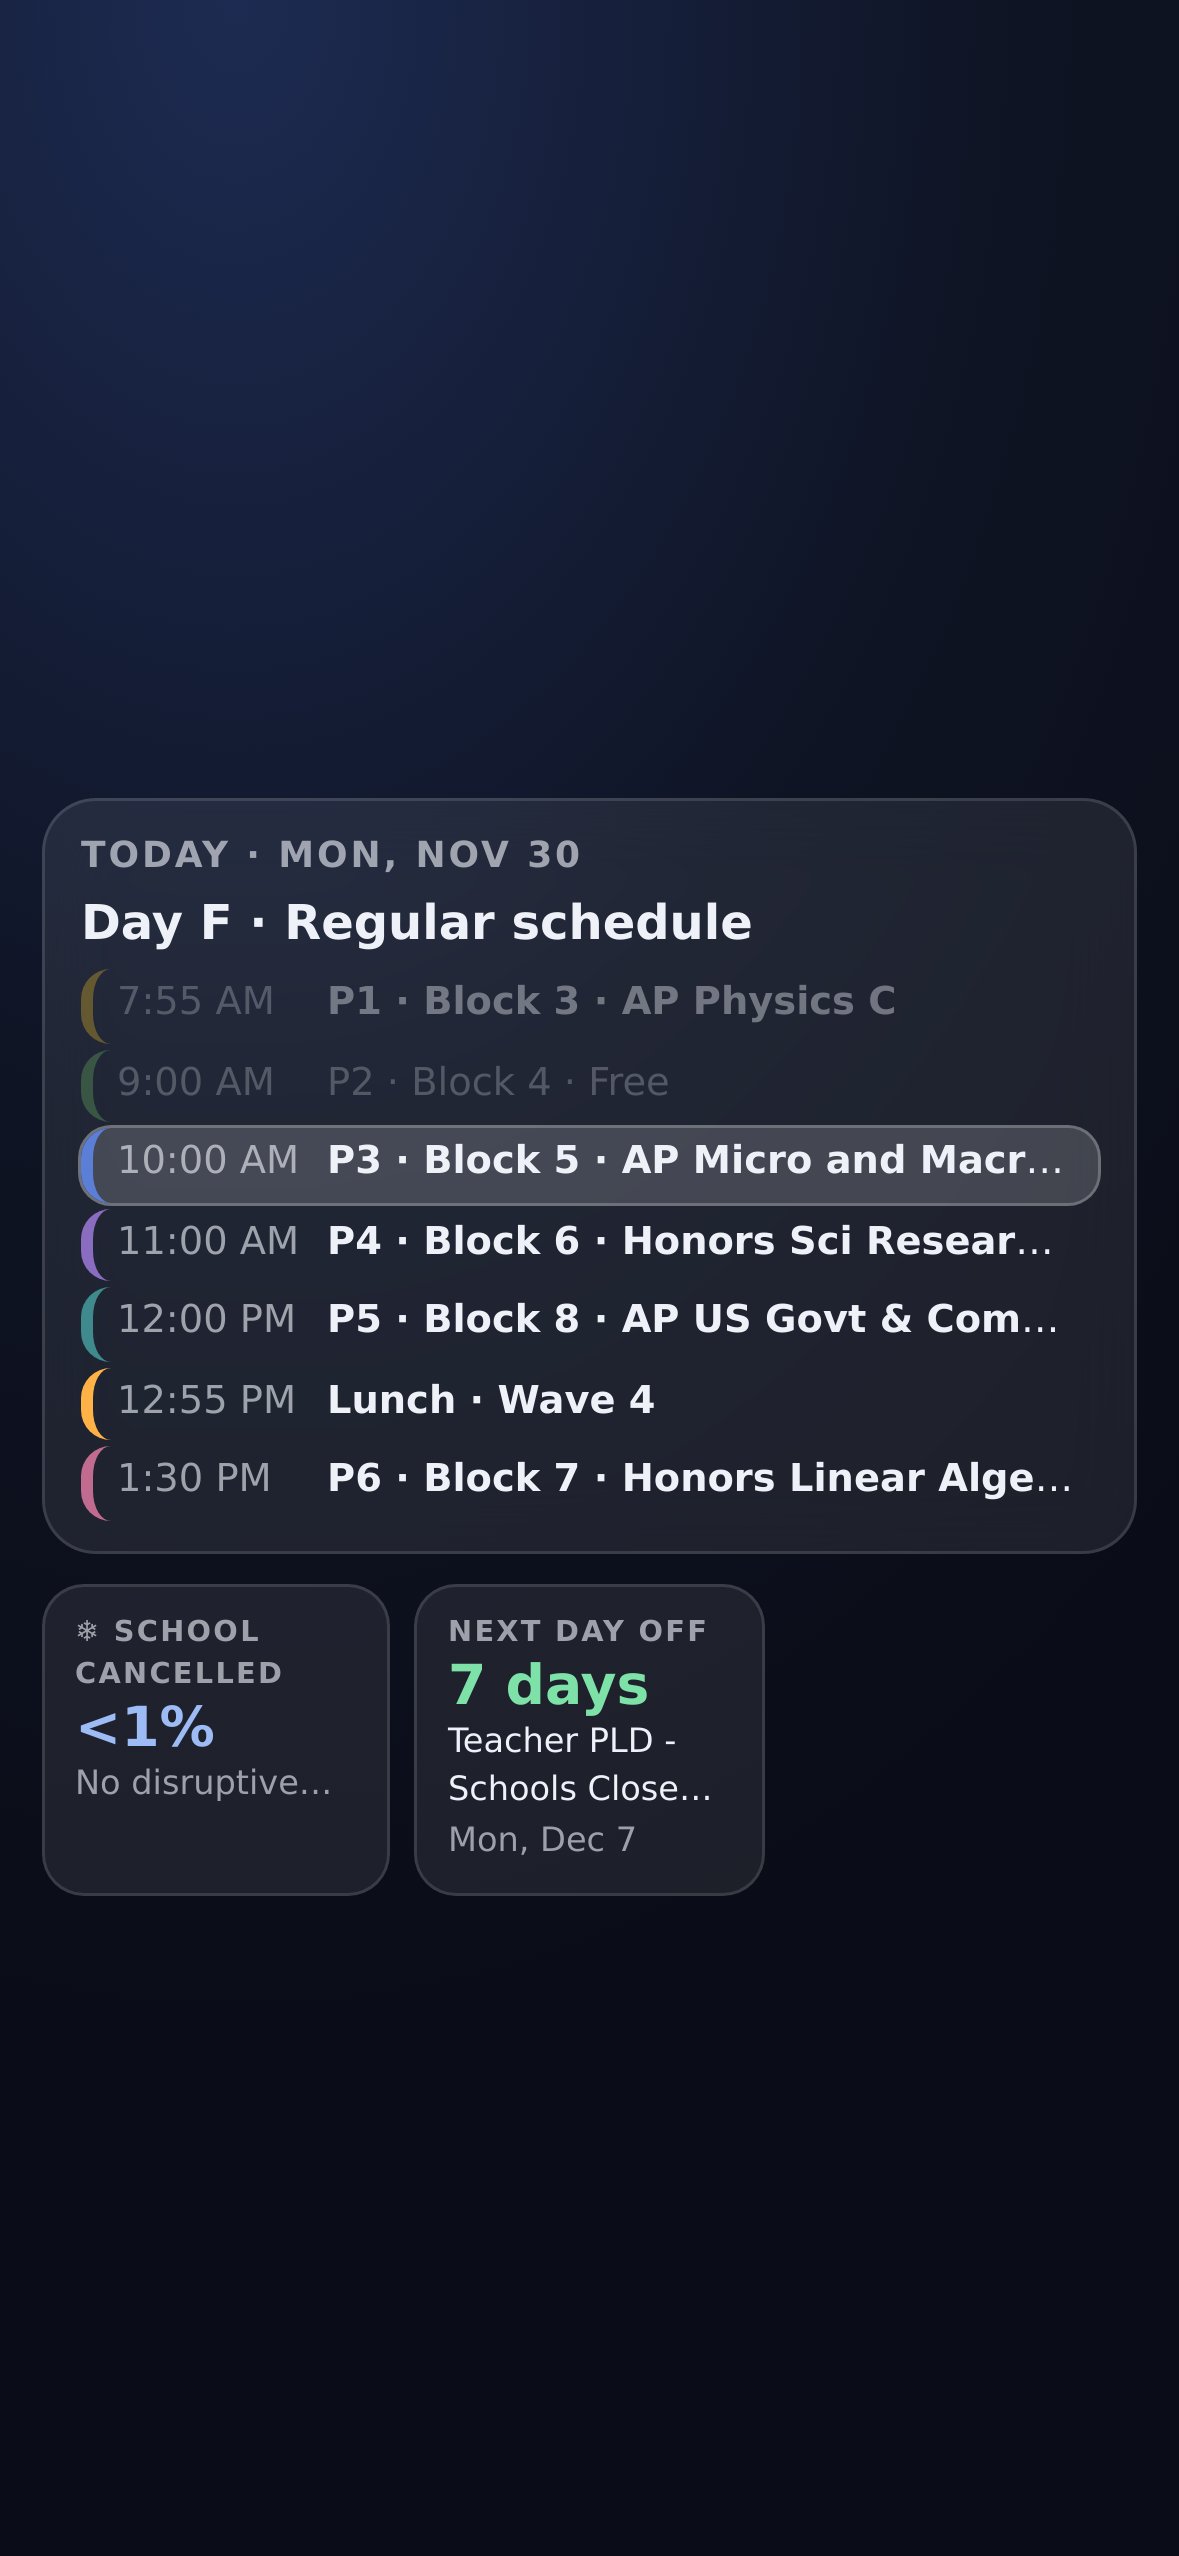 TODAY · MON, NOV 30
Day F · Regular schedule
7:55 AM P1 · Block 3 · AP Physics C
9:00 AM P2 · Block 4 · Free
10:00 AM P3 · Block 5 · AP Micro and Macr...
11:00 AM P4 · Block 6 · Honors Sci Resear...
12:00 PM P5 · Block 8 · AP US Govt & Com...
12:55 PM Lunch · Wave 4
1:30 PM P6 · Block 7 · Honors Linear Alge...
❄ SCHOOL
CANCELLED
<1%
No disruptive...
NEXT DAY OFF
7 days
Teacher PLD -
Schools Close...
Mon, Dec 7